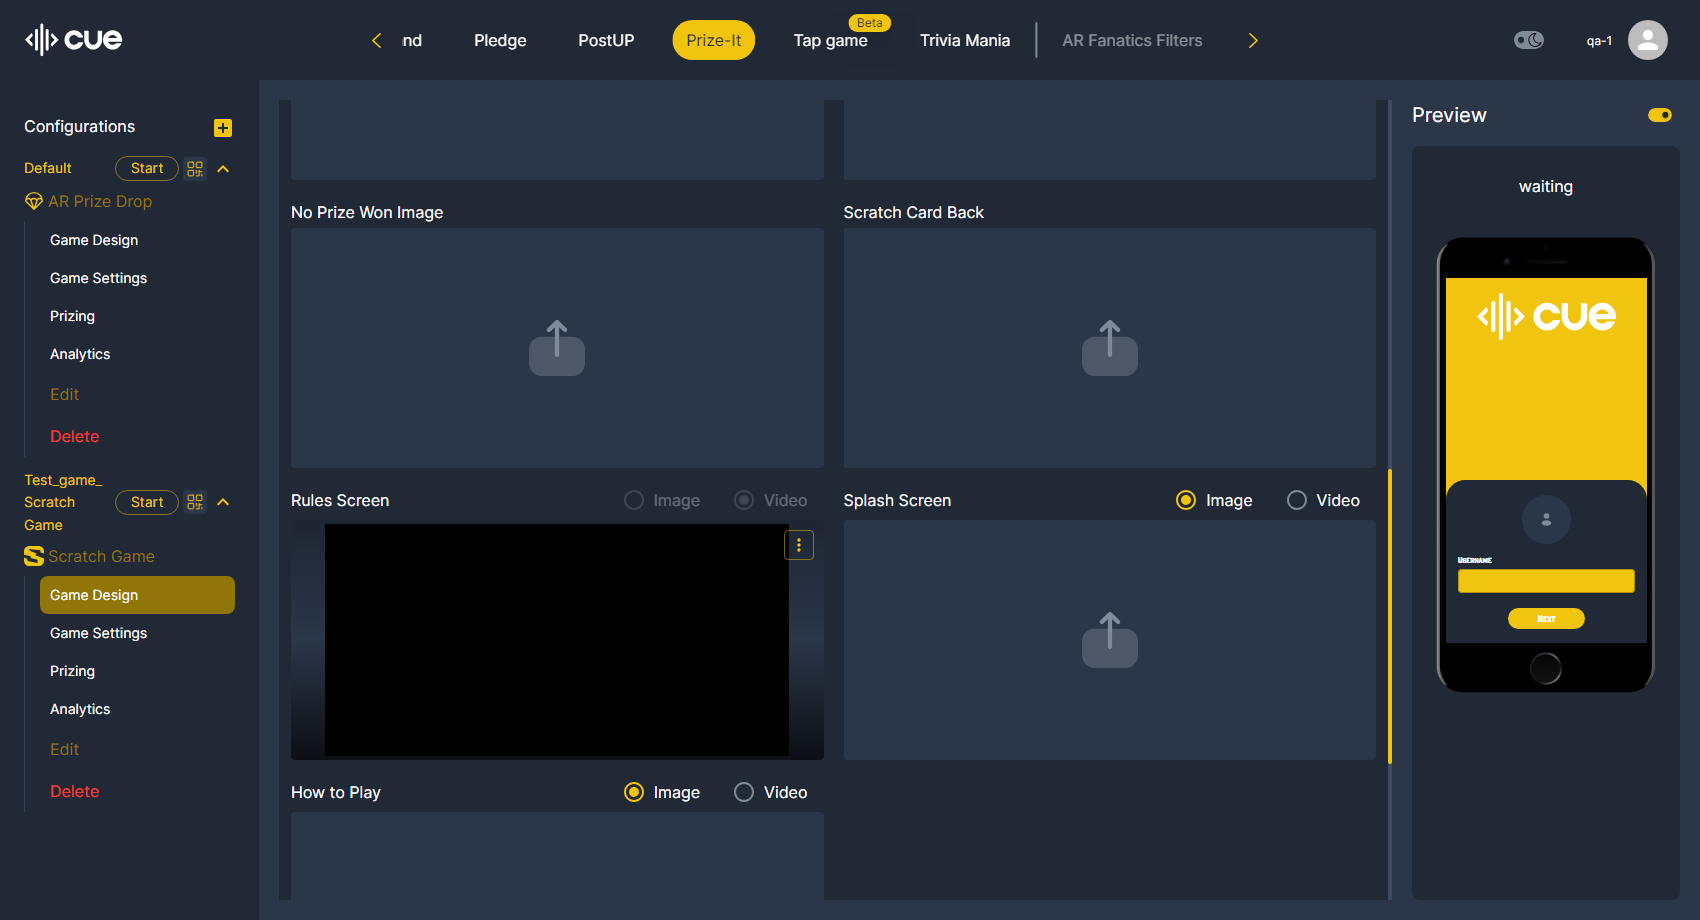 cue
nd
Pledge
PostUP
Prize-It
Beta
Tap game
Trivia Mania
AR Fanatics Filters
qa-1
Configurations
Default
Start
AR Prize Drop
Game Design
Game Settings
Prizing
Analytics
Edit
Delete
Test_game_
Scratch
Game
Start
Scratch Game
Game Design
Game Settings
Prizing
Analytics
Edit
Delete
No Prize Won Image
Scratch Card Back
Rules Screen
Image
Video
Splash Screen
Image
Video
How to Play
Image
Video
Preview
waiting
cue
Username
Next